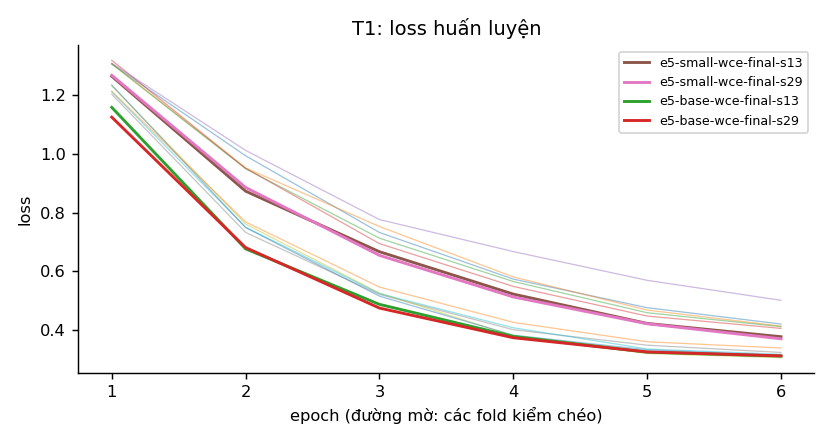 T1: loss huấn luyện
e5-small-wce-final-s13
e5-small-wce-final-s29
e5-base-wce-final-s13
e5-base-wce-final-s29
loss
1.2
1.0
0.8
0.6
0.4
1 2 3 4 5 6
epoch (đường mờ: các fold kiểm chéo)